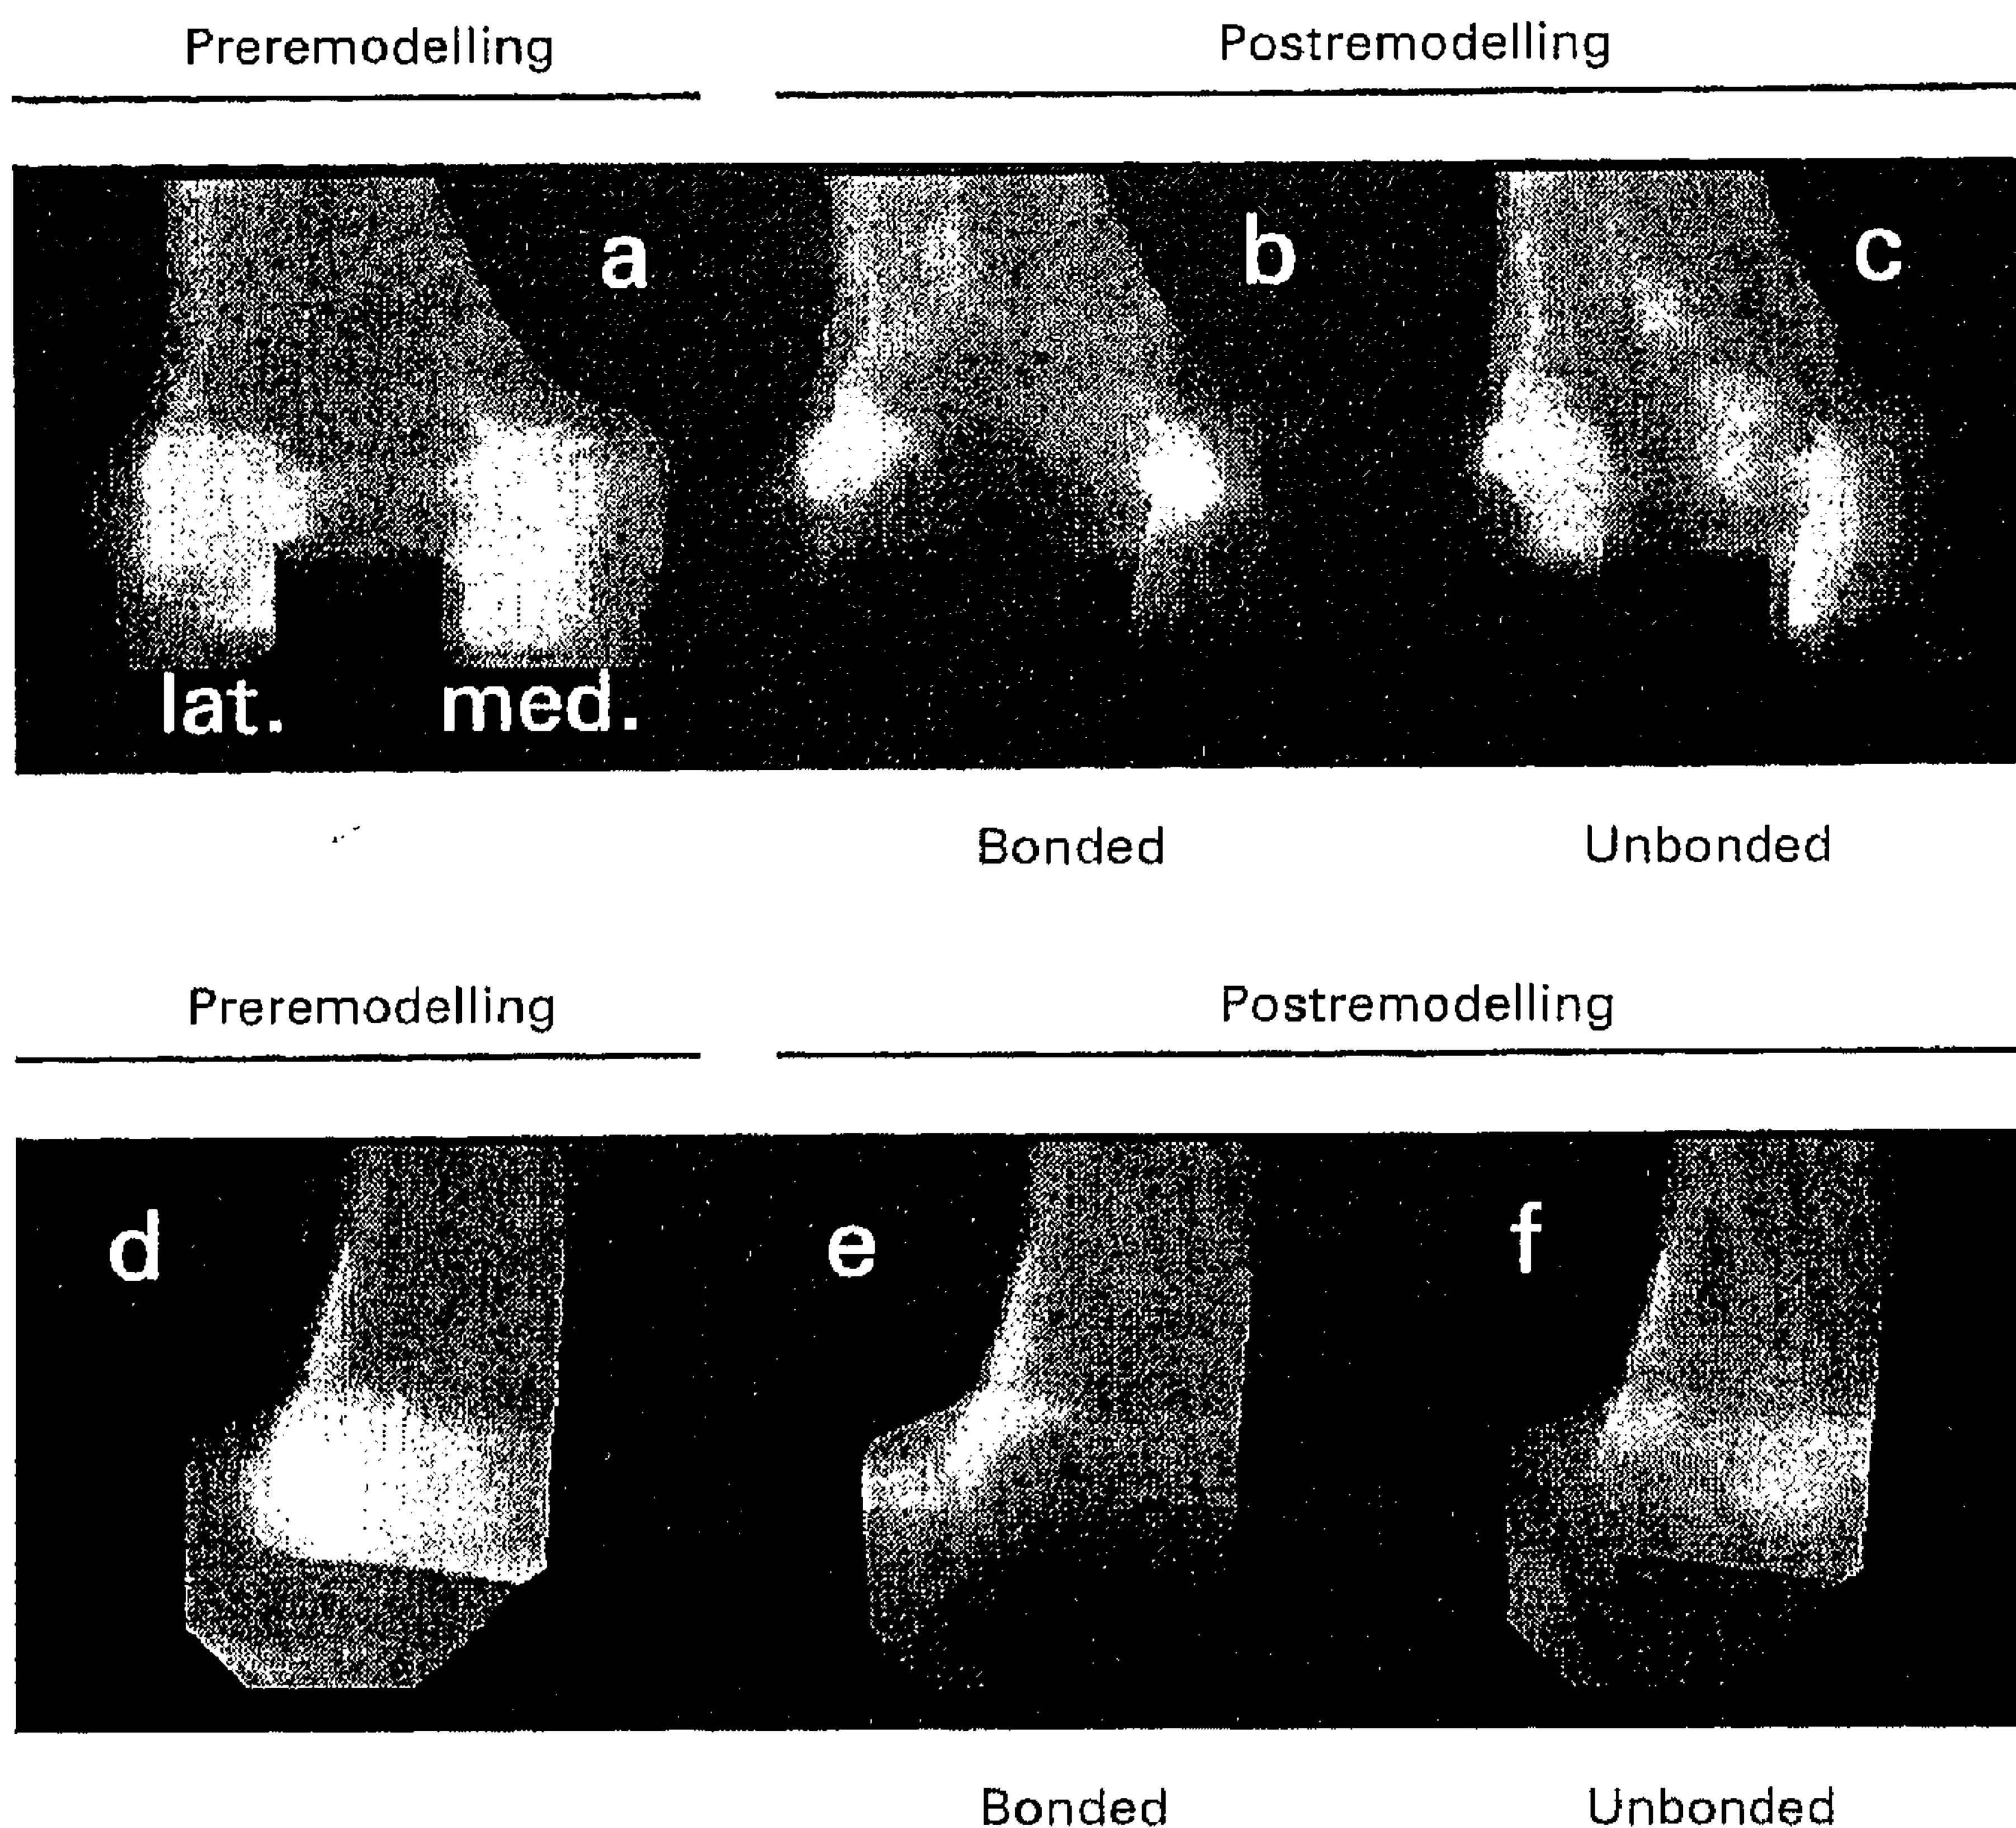 Preremodelling Postremodelling
a b c
lat. med.
Bonded Unbonded
Preremodelling Postremodelling
d e f
Bonded Unbonded